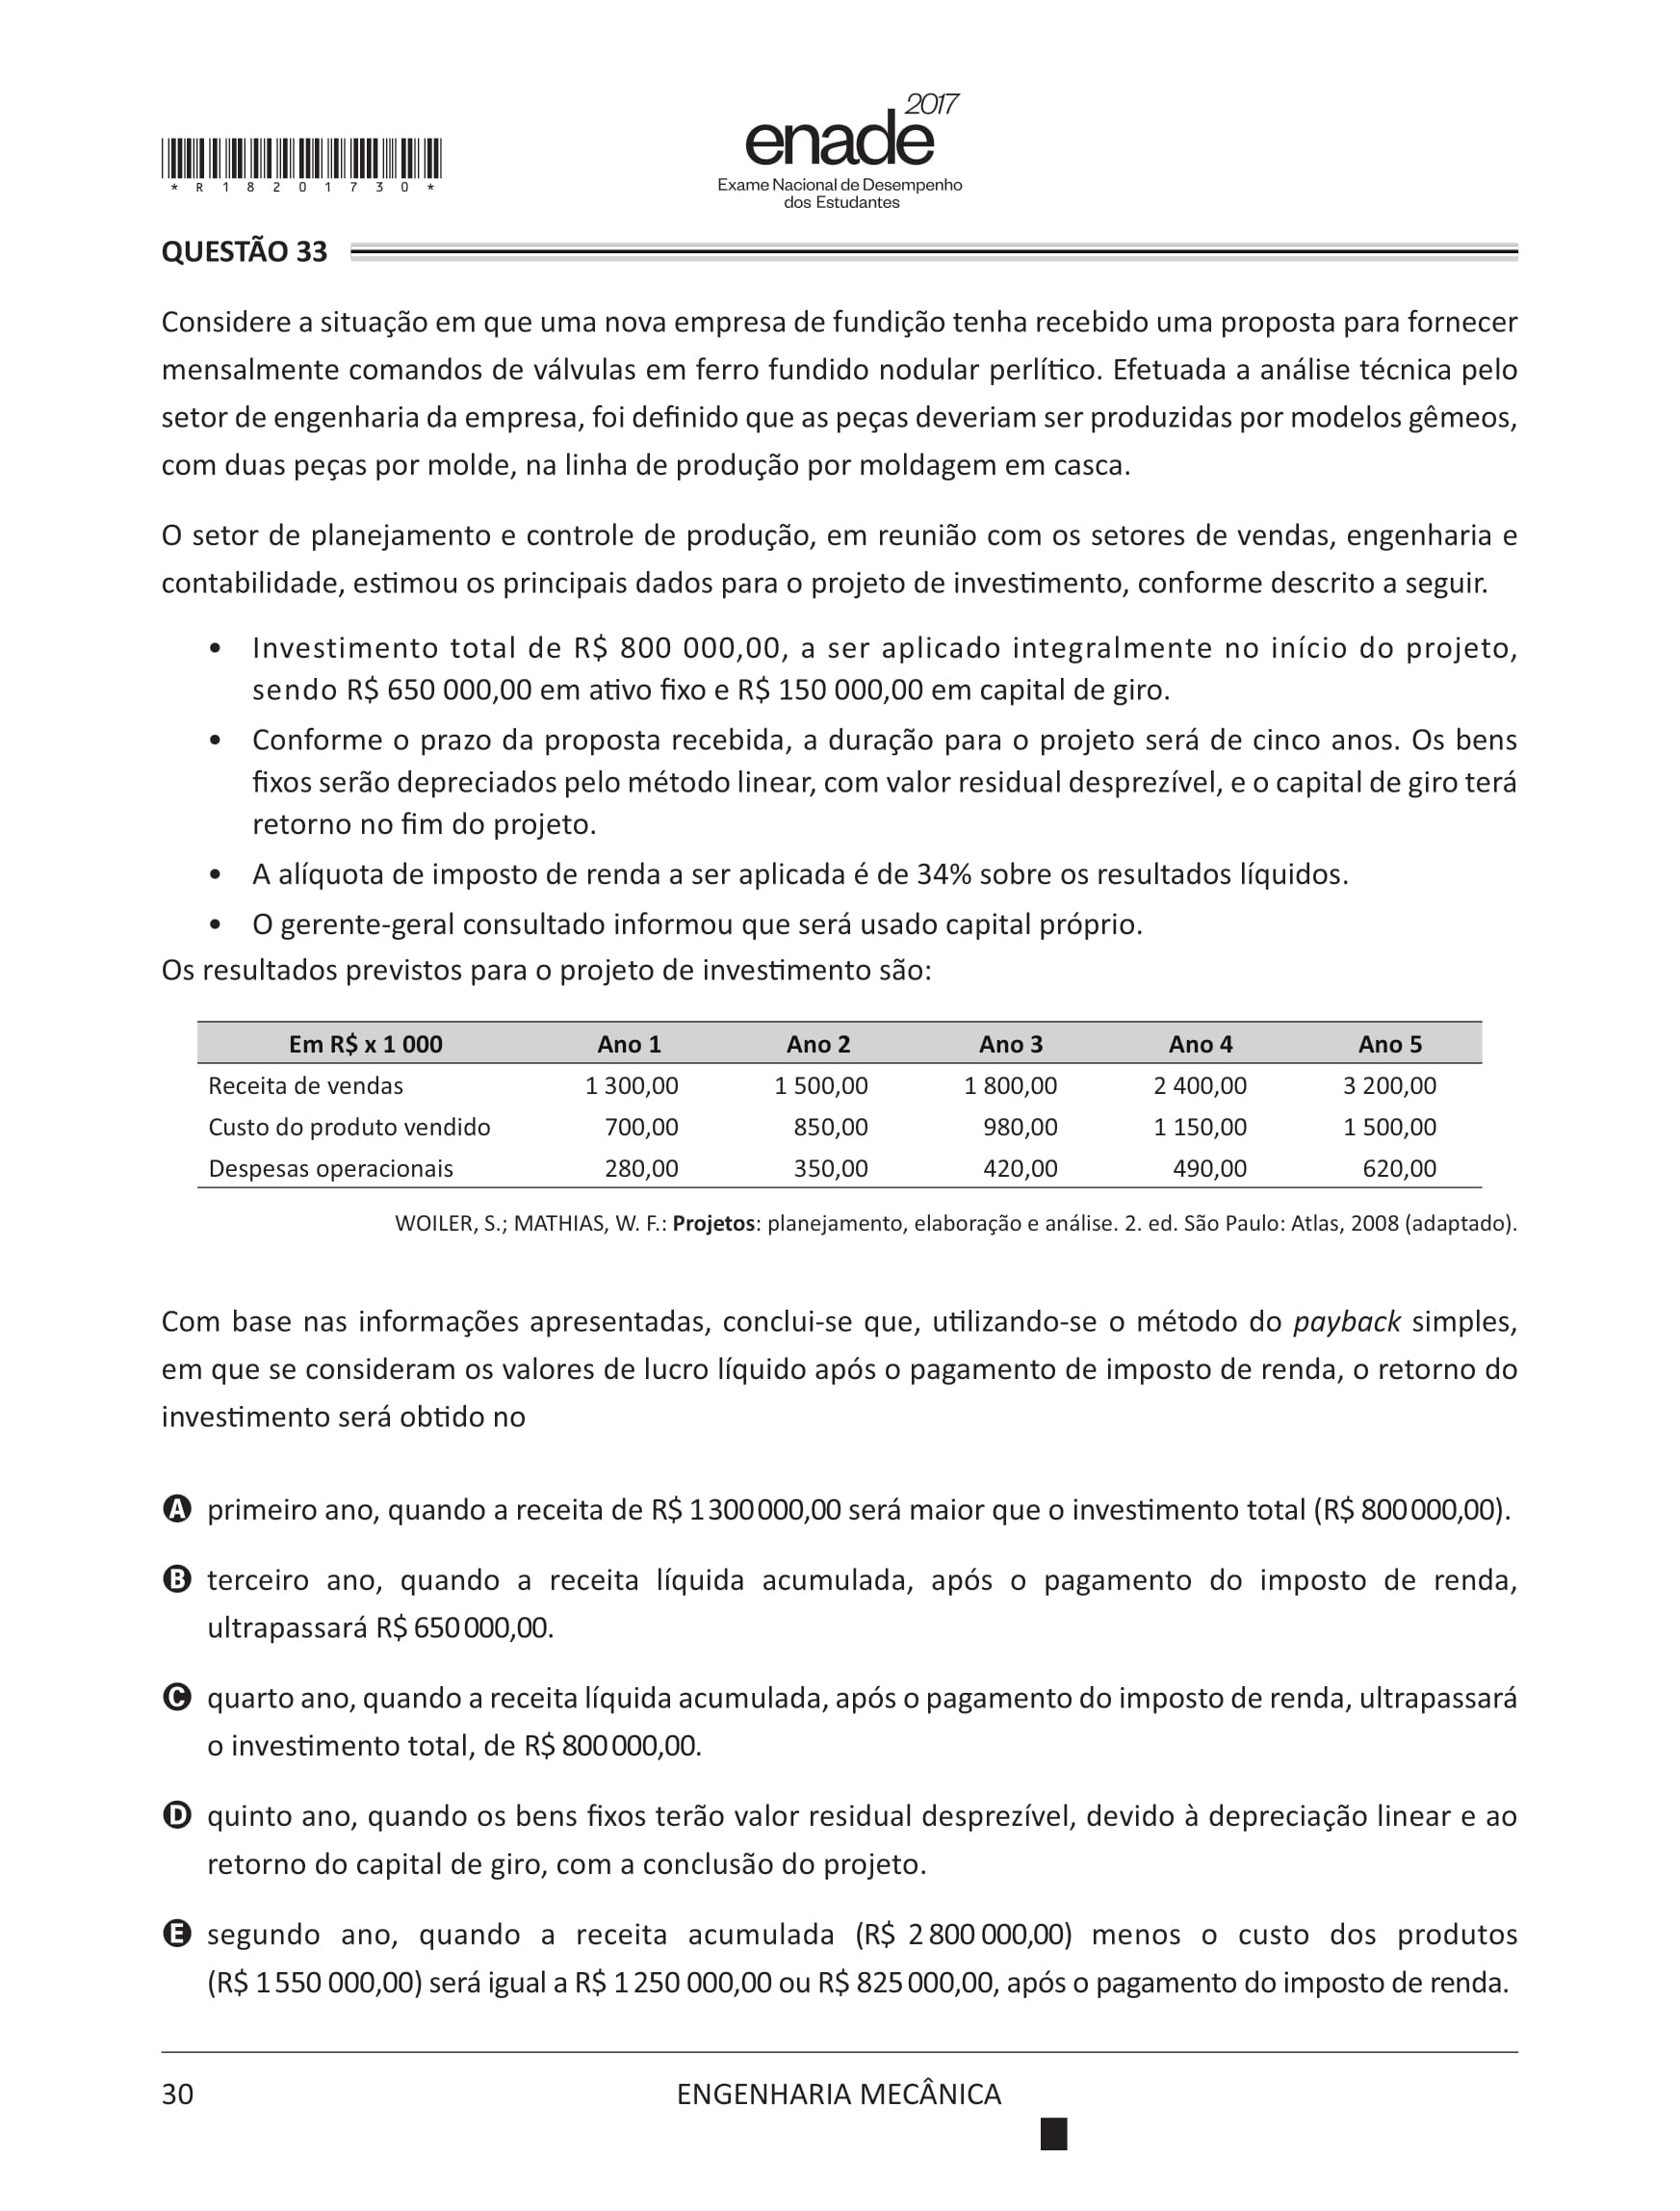 2017
enade
Exame Nacional de Desempenho
dos Estudantes
* R 1 8 2 0 1 7 3 0 *
QUESTÃO 33
Considere a situação em que uma nova empresa de fundição tenha recebido uma proposta para fornecer
mensalmente comandos de válvulas em ferro fundido nodular perlítico. Efetuada a análise técnica pelo
setor de engenharia da empresa, foi definido que as peças deveriam ser produzidas por modelos gêmeos,
com duas peças por molde, na linha de produção por moldagem em casca.
O setor de planejamento e controle de produção, em reunião com os setores de vendas, engenharia e
contabilidade, estimou os principais dados para o projeto de investimento, conforme descrito a seguir.
• Investimento total de R$ 800 000,00, a ser aplicado integralmente no início do projeto,
sendo R$ 650 000,00 em ativo fixo e R$ 150 000,00 em capital de giro.
• Conforme o prazo da proposta recebida, a duração para o projeto será de cinco anos. Os bens
fixos serão depreciados pelo método linear, com valor residual desprezível, e o capital de giro terá
retorno no fim do projeto.
• A alíquota de imposto de renda a ser aplicada é de 34% sobre os resultados líquidos.
• O gerente-geral consultado informou que será usado capital próprio.
Os resultados previstos para o projeto de investimento são:
Em R$ x 1 000 Ano 1 Ano 2 Ano 3 Ano 4 Ano 5
Receita de vendas 1 300,00 1 500,00 1 800,00 2 400,00 3 200,00
Custo do produto vendido 700,00 850,00 980,00 1 150,00 1 500,00
Despesas operacionais 280,00 350,00 420,00 490,00 620,00
WOILER, S.; MATHIAS, W. F.: Projetos: planejamento, elaboração e análise. 2. ed. São Paulo: Atlas, 2008 (adaptado).
Com base nas informações apresentadas, conclui-se que, utilizando-se o método do payback simples,
em que se consideram os valores de lucro líquido após o pagamento de imposto de renda, o retorno do
investimento será obtido no
A primeiro ano, quando a receita de R$ 1 300 000,00 será maior que o investimento total (R$ 800 000,00).
B terceiro ano, quando a receita líquida acumulada, após o pagamento do imposto de renda,
ultrapassará R$ 650 000,00.
C quarto ano, quando a receita líquida acumulada, após o pagamento do imposto de renda, ultrapassará
o investimento total, de R$ 800 000,00.
D quinto ano, quando os bens fixos terão valor residual desprezível, devido à depreciação linear e ao
retorno do capital de giro, com a conclusão do projeto.
E segundo ano, quando a receita acumulada (R$ 2 800 000,00) menos o custo dos produtos
(R$ 1 550 000,00) será igual a R$ 1 250 000,00 ou R$ 825 000,00, após o pagamento do imposto de renda.
30 ENGENHARIA MECÂNICA